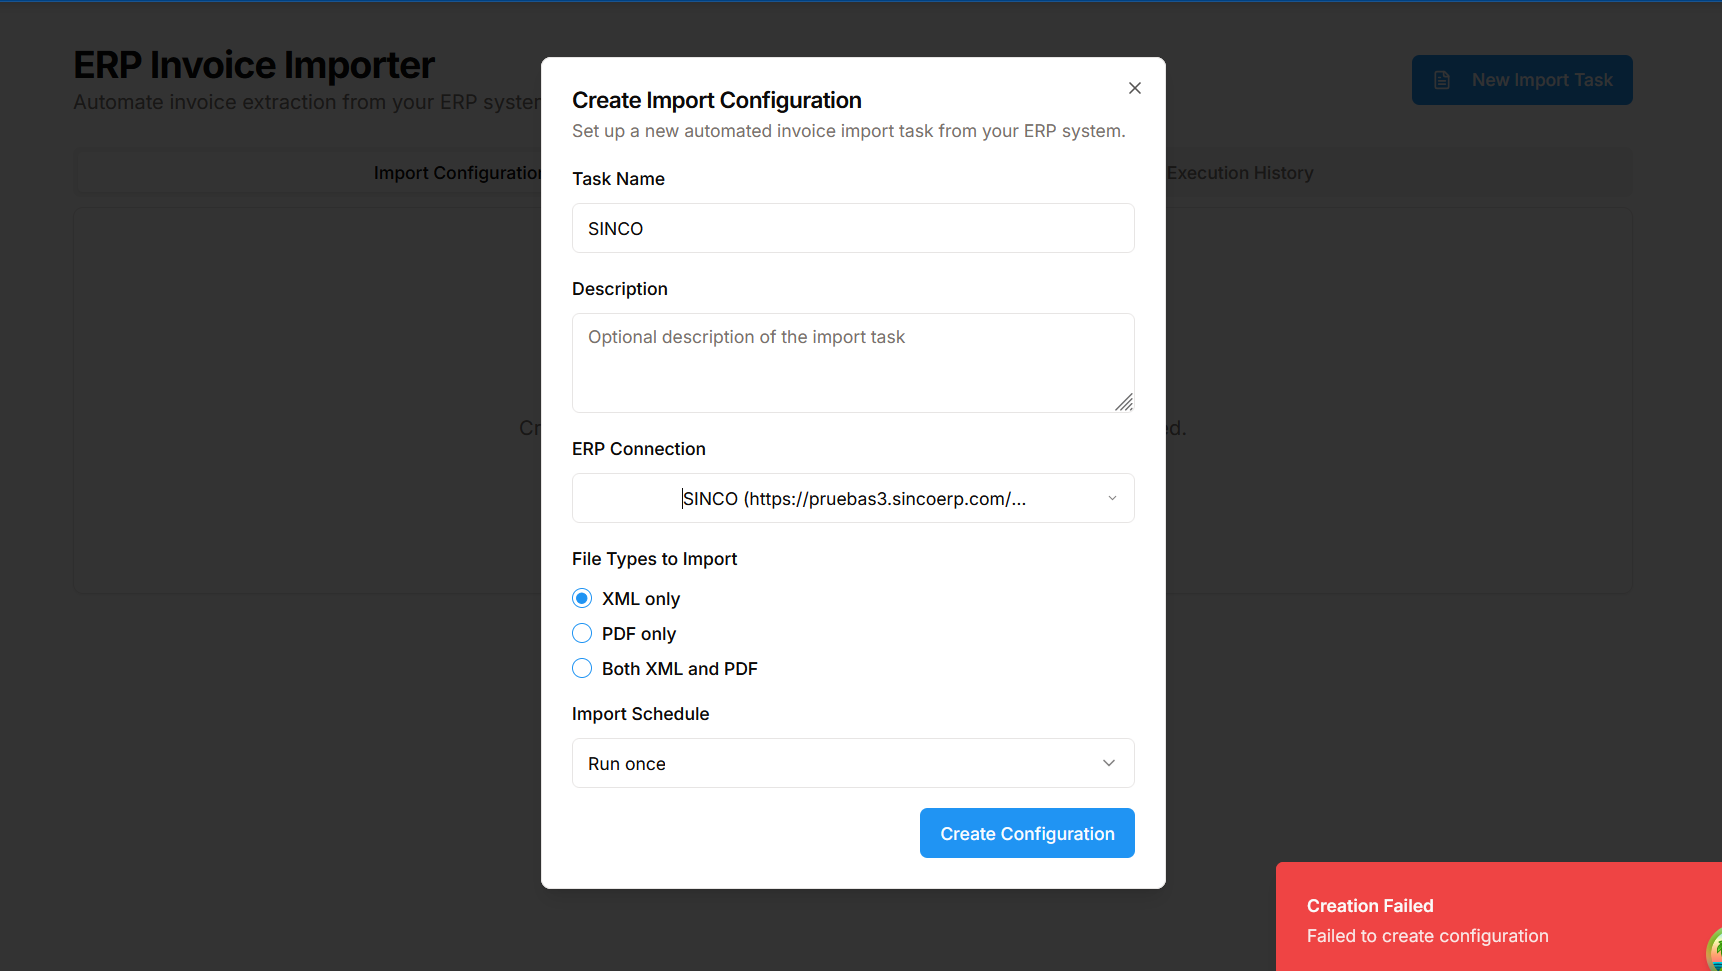 ERP Invoice Importer
Automate invoice extraction from your ERP
New Import Task
Import
Execution History
Create Import Configuration
Set up a new automated invoice import task from your ERP system.
Task Name
SINCO
Description
Optional description of the import task
ERP Connection
SINCO (https://pruebas3.sincoerp.com/...
File Types to Import
XML only
PDF only
Both XML and PDF
Import Schedule
Run once
Create Configuration
Creation Failed
Failed to create configuration